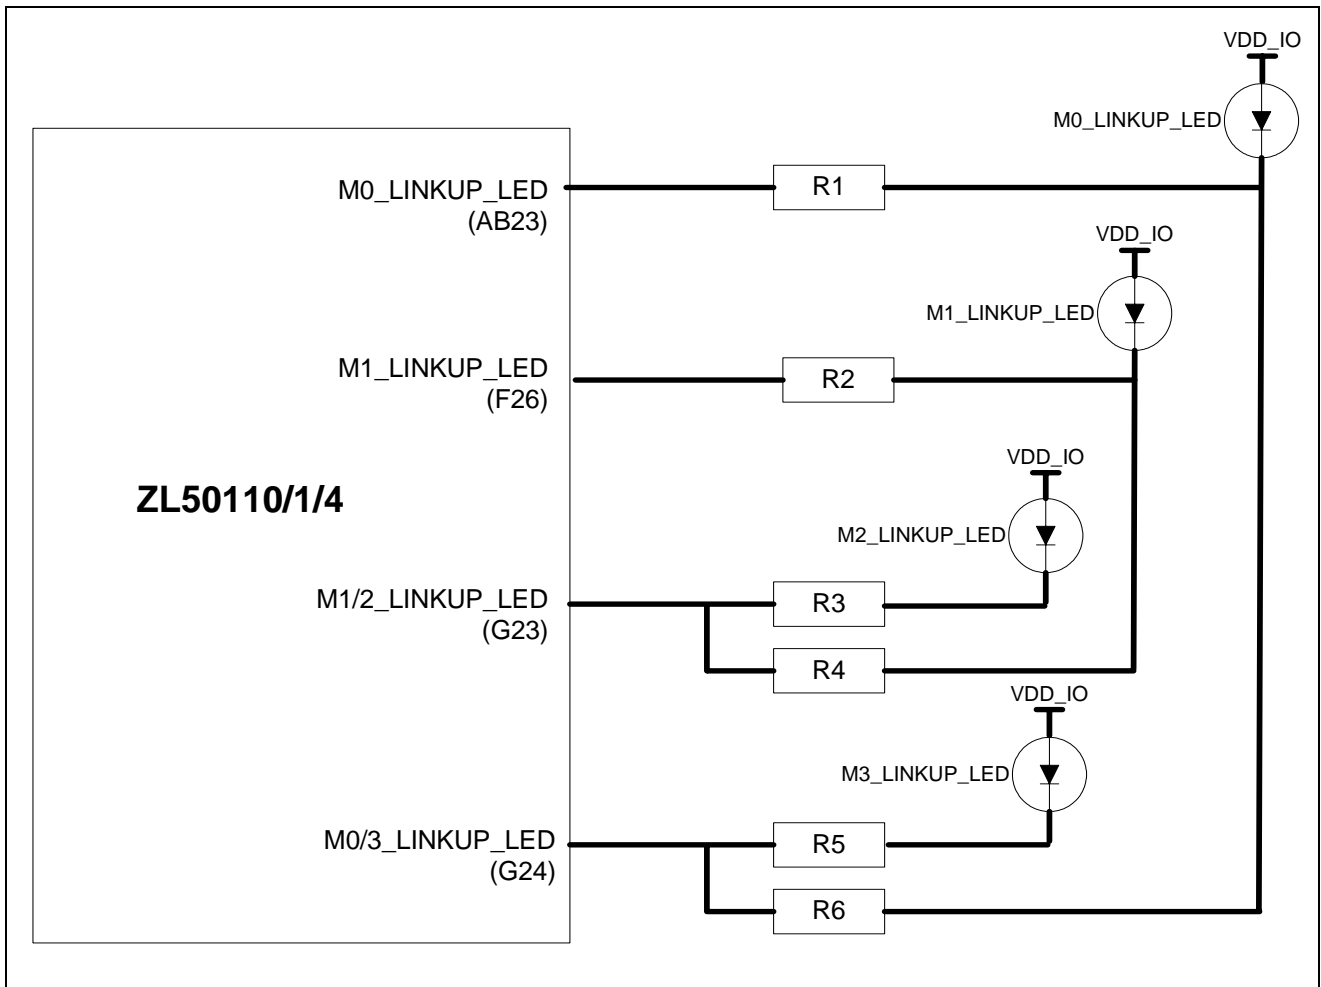 VDD_IO
M0_LINKUP_LED
M0_LINKUP_LED
(AB23)
R1
VDD_IO
M1_LINKUP_LED
M1_LINKUP_LED
(F26)
R2
VDD_IO
ZL50110/1/4
M2_LINKUP_LED
M1/2_LINKUP_LED
(G23)
R3
R4
VDD_IO
M3_LINKUP_LED
M0/3_LINKUP_LED
(G24)
R5
R6